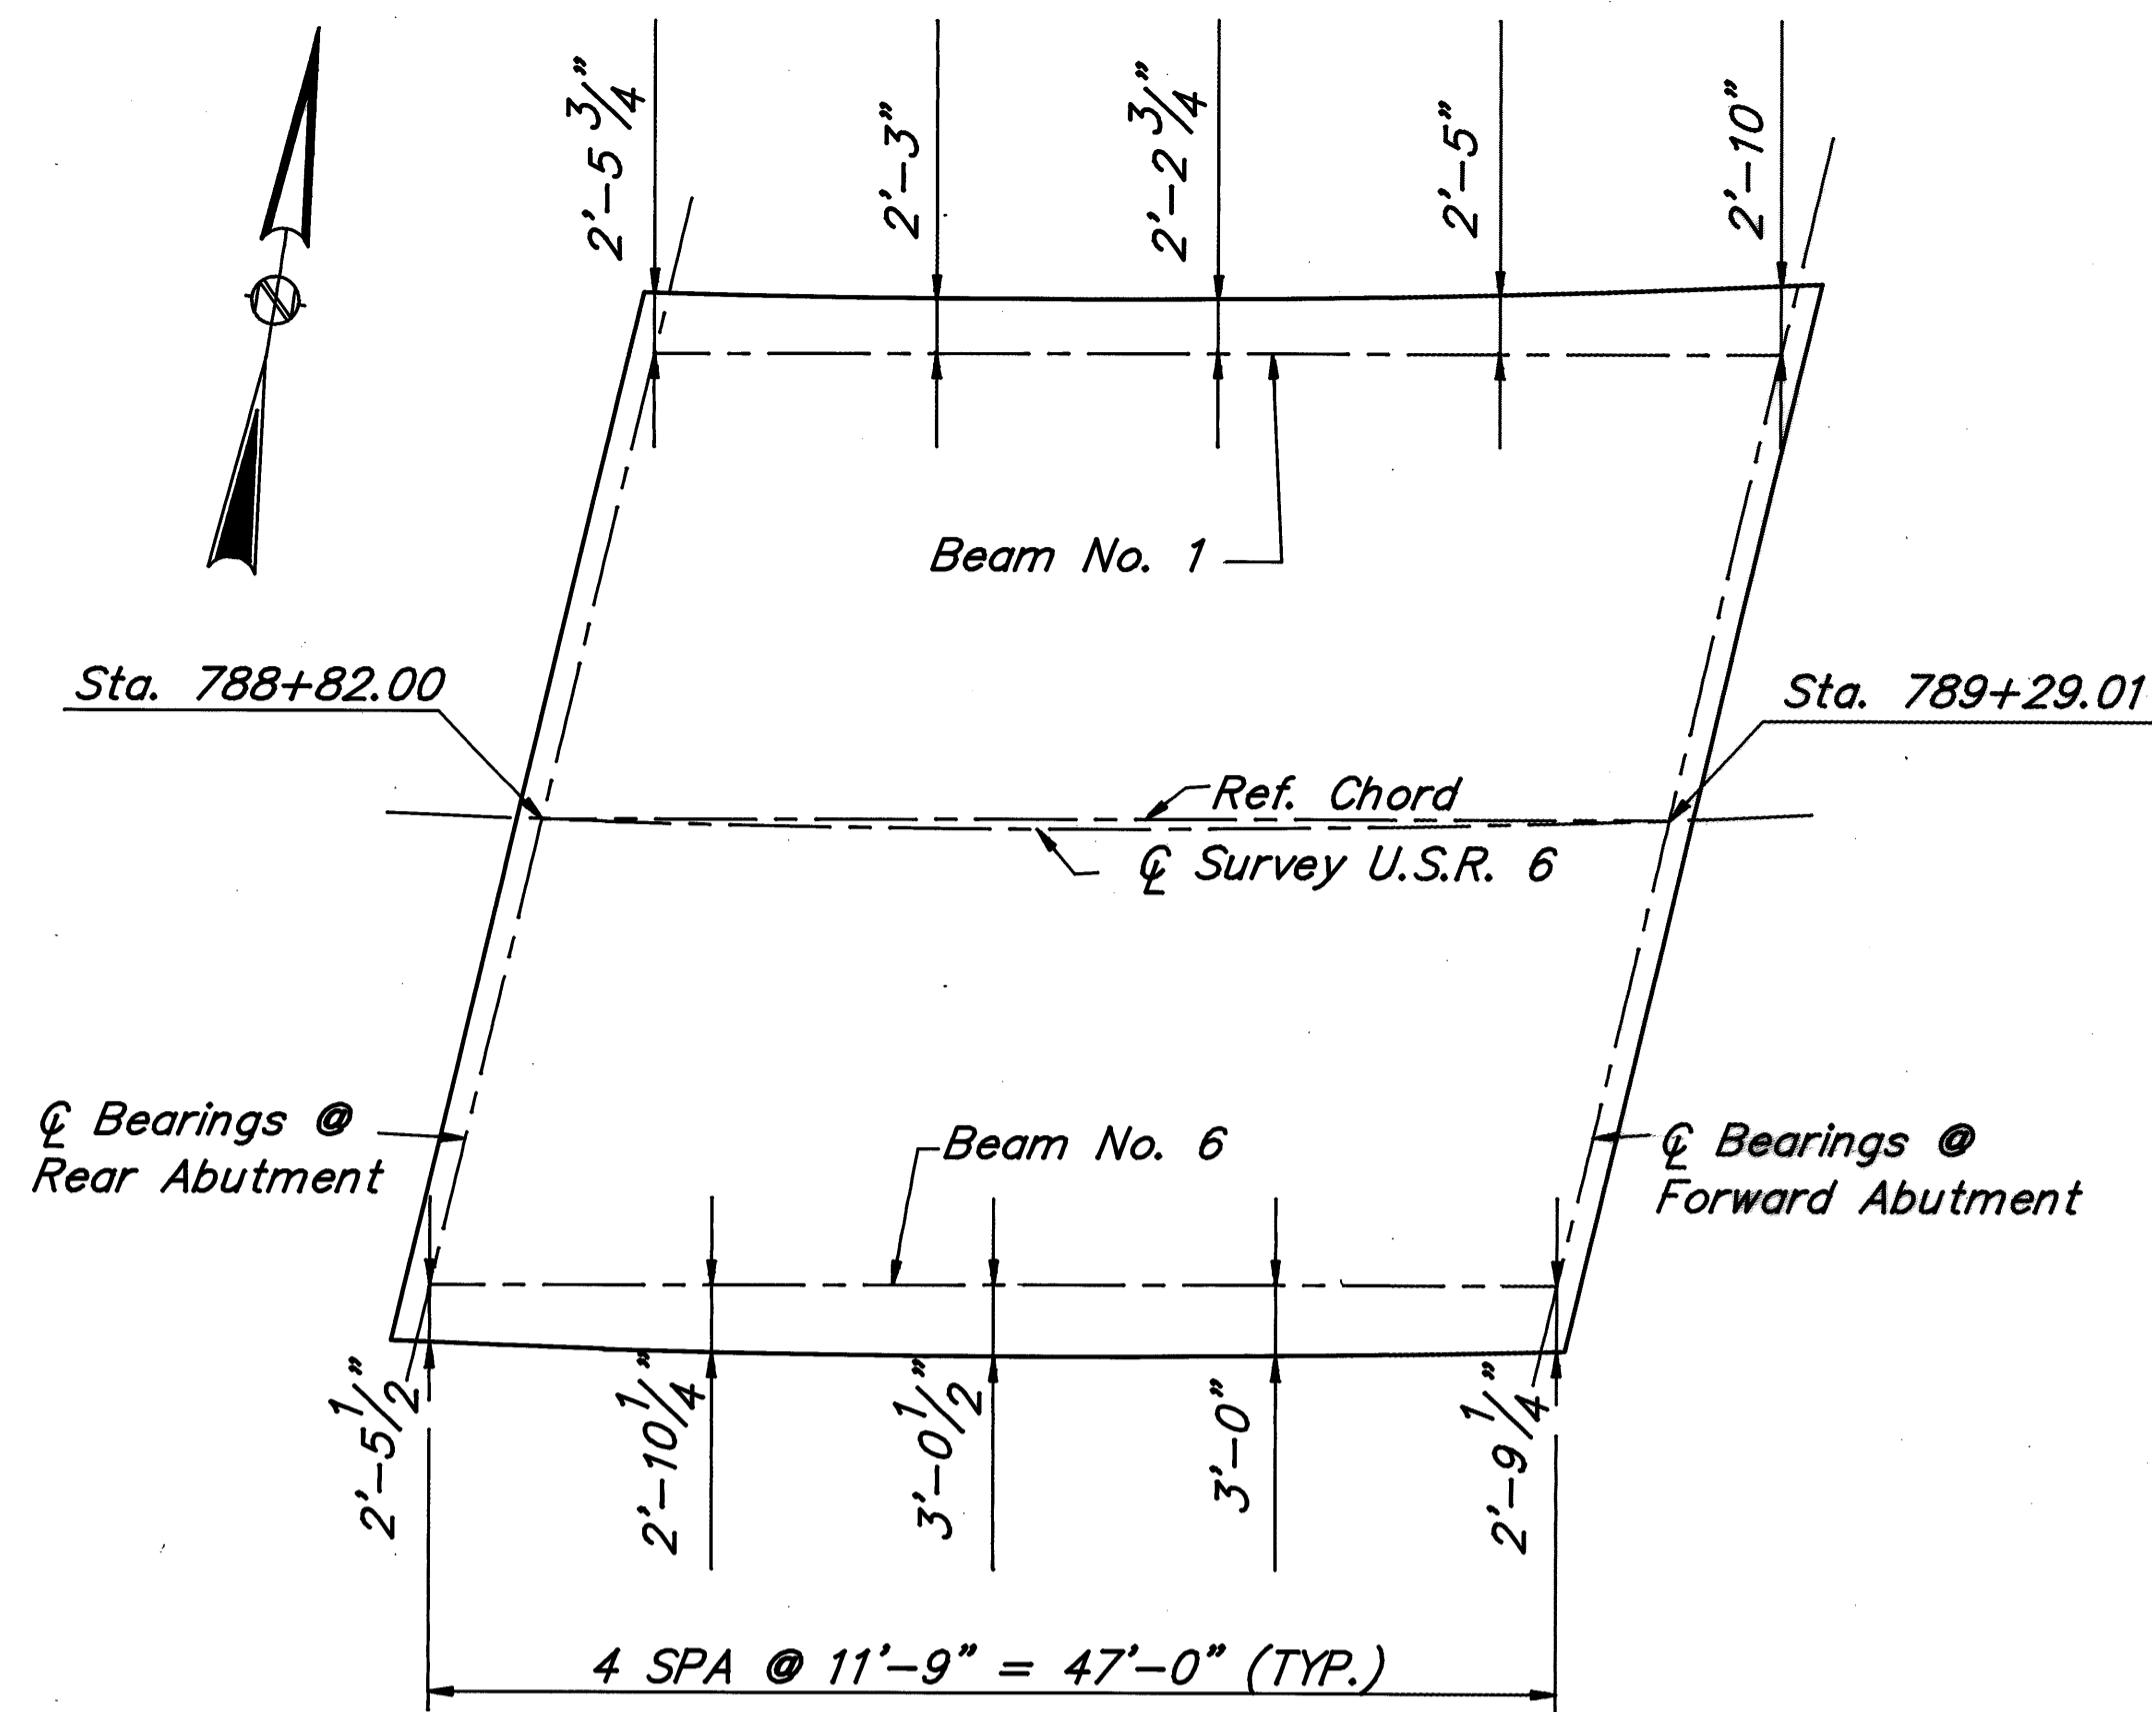 2'-5 3/4"
2'-3"
2'-2 3/4"
2'-5"
2'-10"
Beam No. 1
Sta. 788+82.00
Sta. 789+29.01
Ref. Chord
℄ Survey U.S.R. 6
℄ Bearings @
Rear Abutment
Beam No. 6
℄ Bearings @
Forward Abutment
2'-5 1/2"
2'-10 1/4"
3'-0 1/2"
3'-0"
2'-9 1/4"
4 SPA @ 11'-9" = 47'-0" (TYP.)